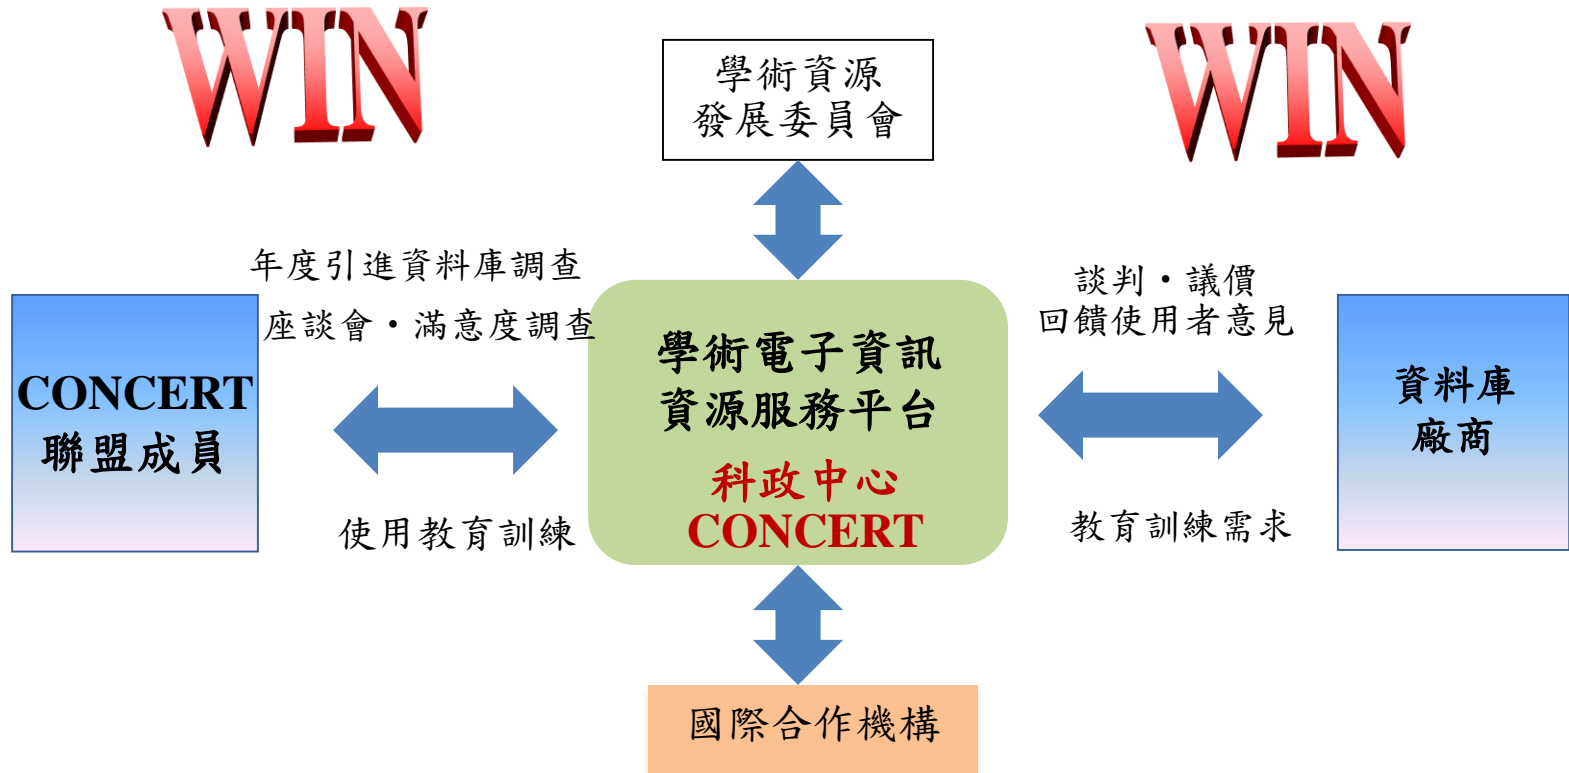 WIN
WIN
學術資源
發展委員會
年度引進資料庫調查
座談會・滿意度調查
談判・議價
回饋使用者意見
CONCERT
聯盟成員
學術電子資訊
資源服務平台
科政中心
CONCERT
資料庫
廠商
使用教育訓練
教育訓練需求
國際合作機構